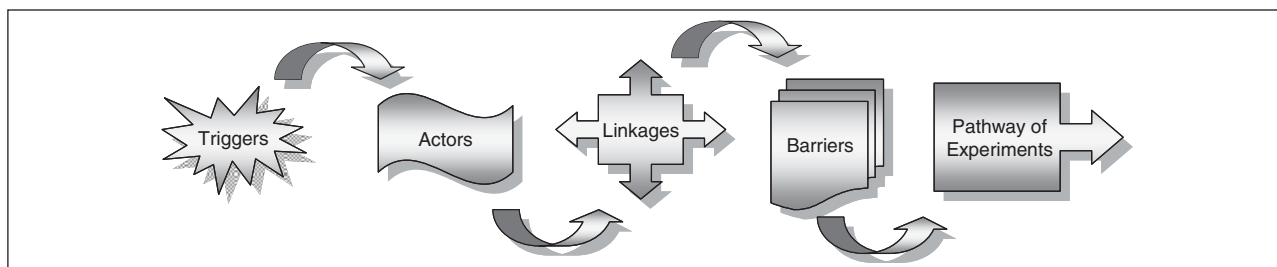 Triggers
Actors
Linkages
Barriers
Pathway of
Experiments